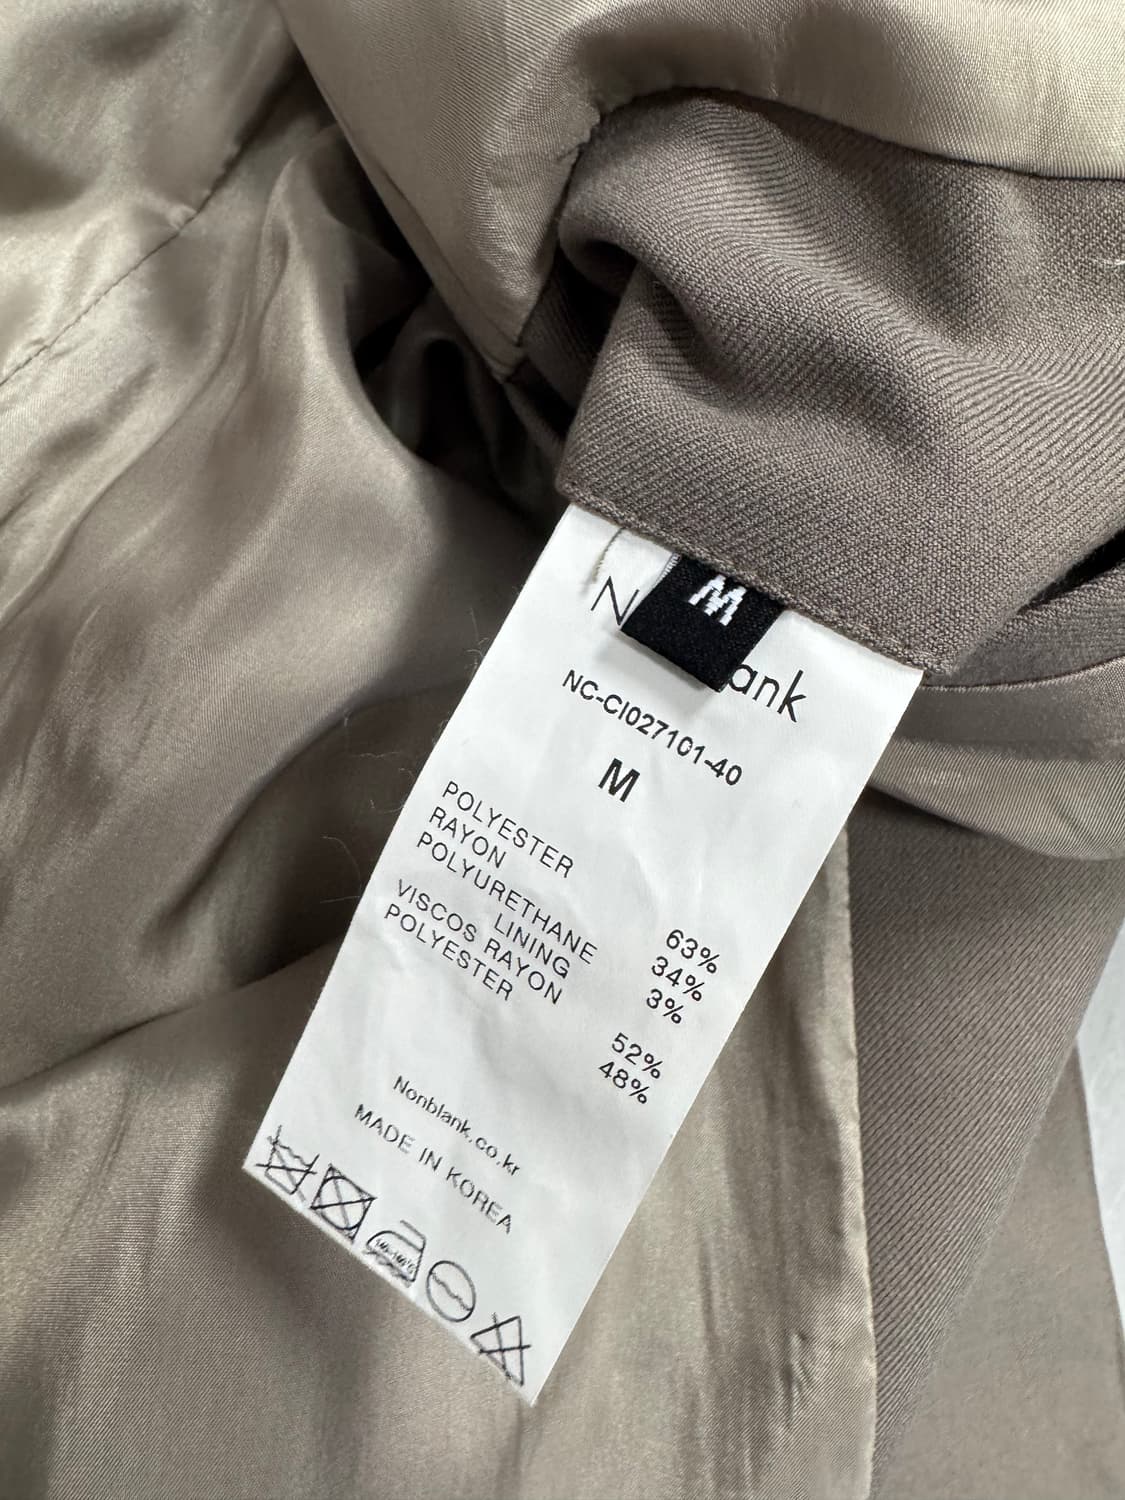 M
N ank
NC-CI027101-40
M
POLYESTER 63%
RAYON 34%
POLYURETHANE 3%
LINING
VISCOS RAYON 52%
POLYESTER 48%
Nonblank.co.kr
MADE IN KOREA